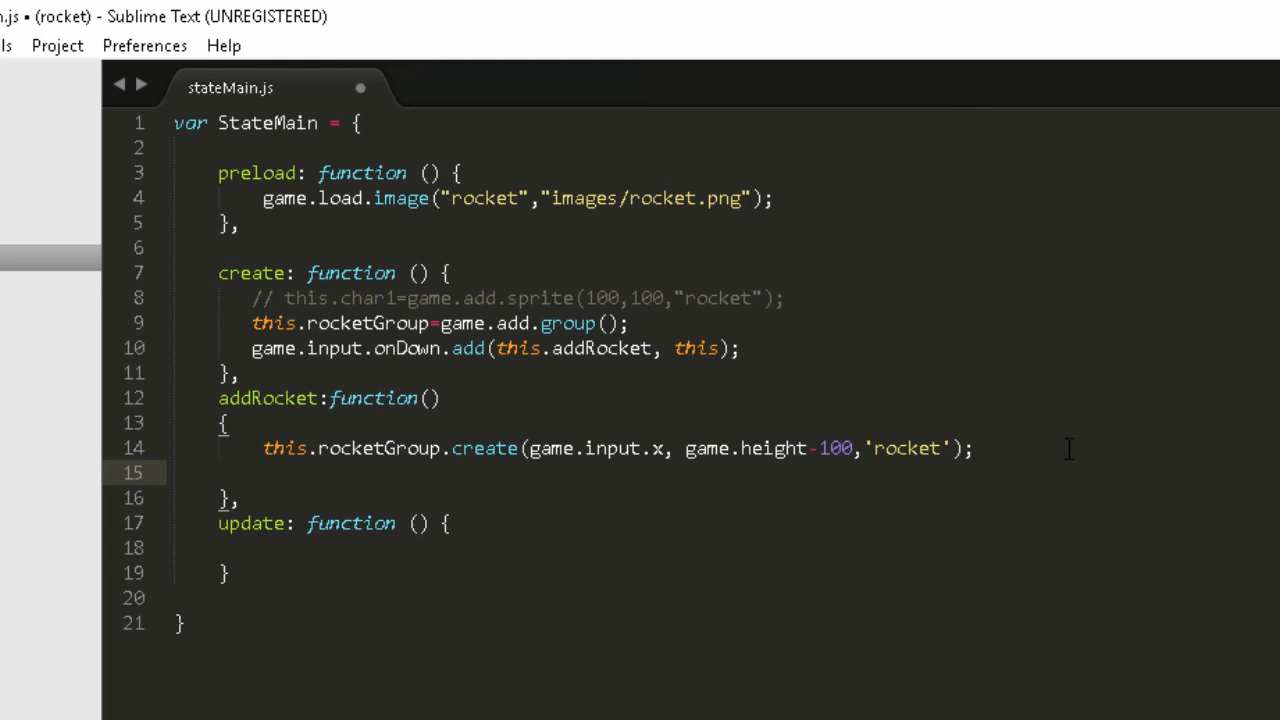 n.js • (rocket) - Sublime Text (UNREGISTERED)
ls Project Preferences Help
stateMain.js
1 var StateMain = {
2
3 preload: function () {
4 game.load.image("rocket","images/rocket.png");
5 },
6
7 create: function () {
8 // this.char1=game.add.sprite(100,100,"rocket");
9 this.rocketGroup=game.add.group();
10 game.input.onDown.add(this.addRocket, this);
11 },
12 addRocket:function()
13 {
14 this.rocketGroup.create(game.input.x, game.height-100,'rocket');
15
16 },
17 update: function () {
18
19 }
20
21 }